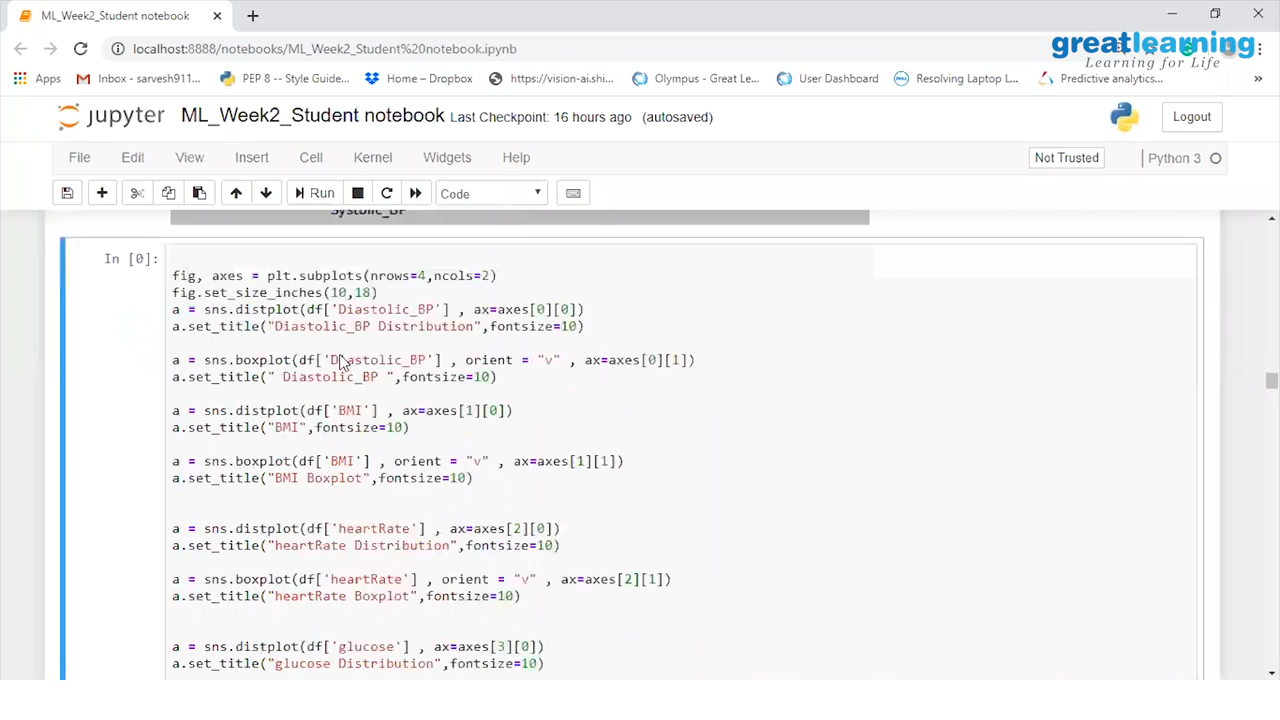 ML_Week2_Student notebook
localhost:8888/notebooks/ML_Week2_Student%20notebook.ipynb
greatlearning
Learning for Life
Apps
Inbox - sarvesh911...
PEP 8 -- Style Guide...
Home – Dropbox
https://vision-ai.shi...
Olympus - Great Le...
User Dashboard
Resolving Laptop L...
Predictive analytics...
jupyter
ML_Week2_Student notebook
Last Checkpoint: 16 hours ago
(autosaved)
Logout
File
Edit
View
Insert
Cell
Kernel
Widgets
Help
Not Trusted
Python 3
Run
Code
Systolic_BP
In [0]:
fig, axes = plt.subplots(nrows=4,ncols=2)
fig.set_size_inches(10,18)
a = sns.distplot(df['Diastolic_BP'] , ax=axes[0][0])
a.set_title("Diastolic_BP Distribution",fontsize=10)
a = sns.boxplot(df['Diastolic_BP'] , orient = "v" , ax=axes[0][1])
a.set_title(" Diastolic_BP ",fontsize=10)
a = sns.distplot(df['BMI'] , ax=axes[1][0])
a.set_title("BMI",fontsize=10)
a = sns.boxplot(df['BMI'] , orient = "v" , ax=axes[1][1])
a.set_title("BMI Boxplot",fontsize=10)
a = sns.distplot(df['heartRate'] , ax=axes[2][0])
a.set_title("heartRate Distribution",fontsize=10)
a = sns.boxplot(df['heartRate'] , orient = "v" , ax=axes[2][1])
a.set_title("heartRate Boxplot",fontsize=10)
a = sns.distplot(df['glucose'] , ax=axes[3][0])
a.set_title("glucose Distribution",fontsize=10)